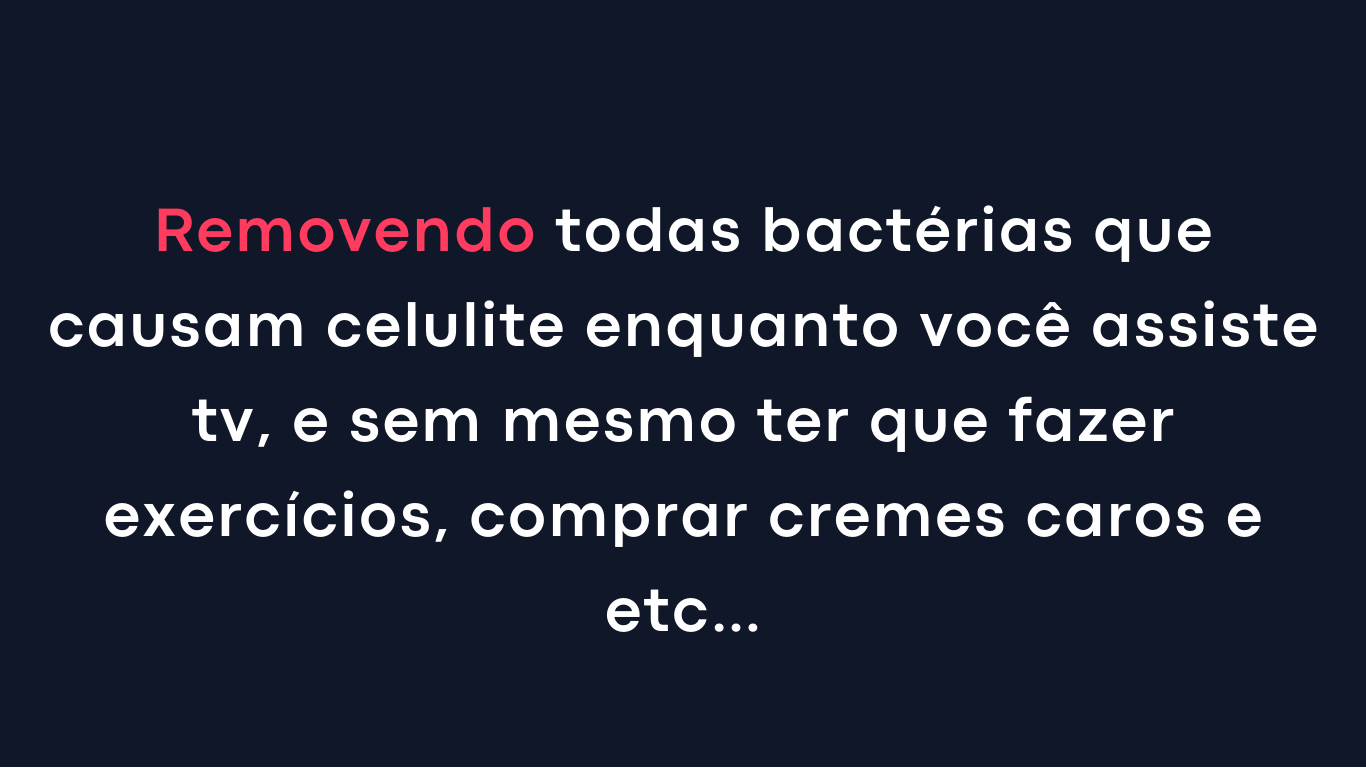 Removendo todas bactérias que
causam celulite enquanto você assiste
tv, e sem mesmo ter que fazer
exercícios, comprar cremes caros e
etc...